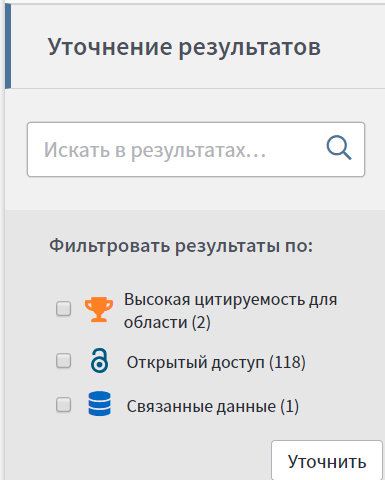 Уточнение результатов
Искать в результатах...
Фильтровать результаты по:
Высокая цитируемость для
области (2)
Открытый доступ (118)
Связанные данные (1)
Уточнить